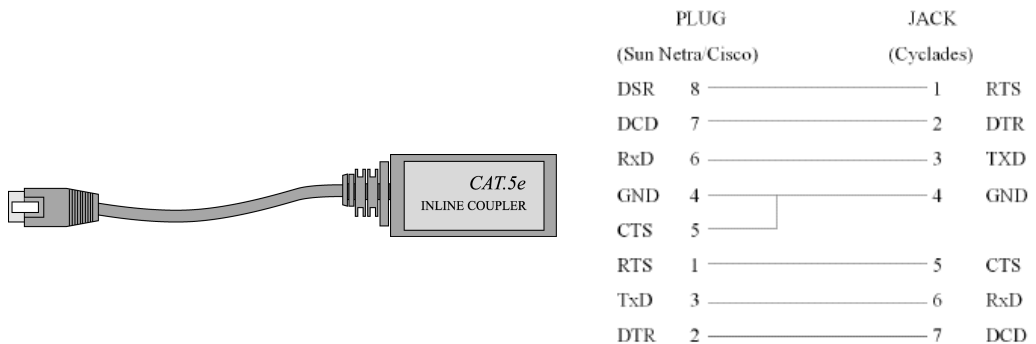 CAT.5e
INLINE COUPLER
PLUG JACK
(Sun Netra/Cisco) (Cyclades)
DSR 8 1 RTS
DCD 7 2 DTR
RxD 6 3 TXD
GND 4 4 GND
CTS 5
RTS 1 5 CTS
TxD 3 6 RxD
DTR 2 7 DCD